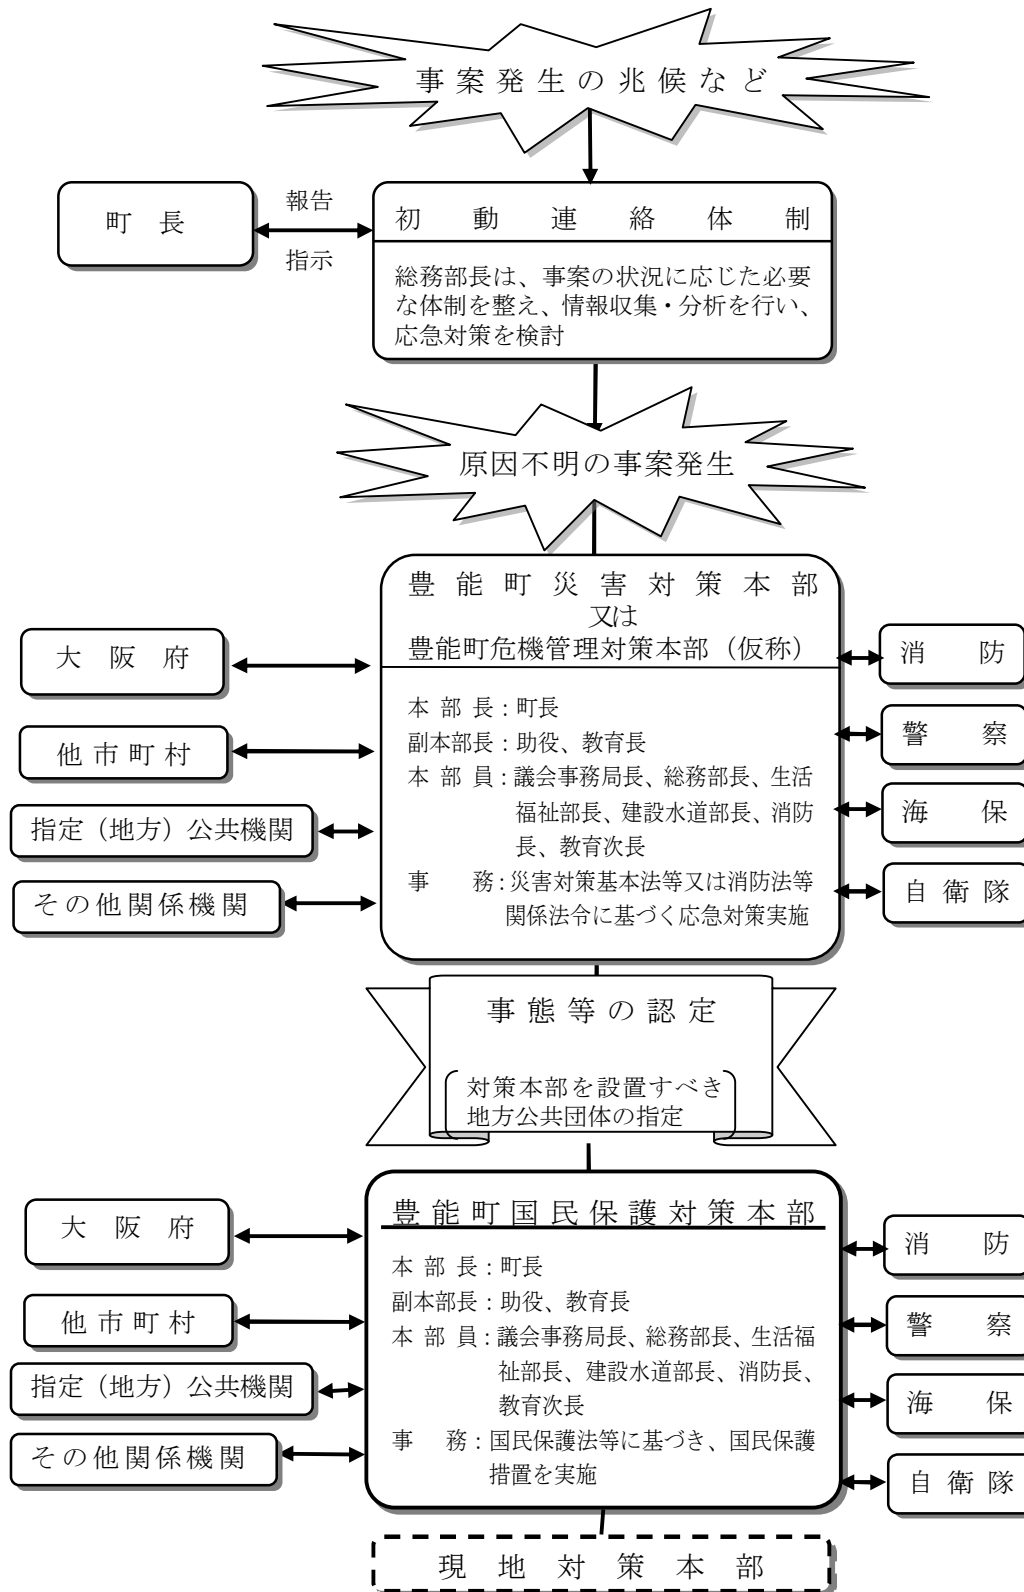 事案発生の兆候など
町長
報告
指示
初動連絡体制
総務部長は、事案の状況に応じた必要
な体制を整え、情報収集・分析を行い、
応急対策を検討
原因不明の事案発生
豊能町災害対策本部
又は
豊能町危機管理対策本部（仮称）
本部長：町長
副本部長：助役、教育長
本部員：議会事務局長、総務部長、生活
福祉部長、建設水道部長、消防
長、教育次長
事務：災害対策基本法等又は消防法等
関係法令に基づく応急対策実施
大阪府
他市町村
指定（地方）公共機関
その他関係機関
消防
警察
海保
自衛隊
事態等の認定
対策本部を設置すべき
地方公共団体の指定
豊能町国民保護対策本部
本部長：町長
副本部長：助役、教育長
本部員：議会事務局長、総務部長、生活福
祉部長、建設水道部長、消防長、
教育次長
事務：国民保護法等に基づき、国民保護
措置を実施
大阪府
他市町村
指定（地方）公共機関
その他関係機関
消防
警察
海保
自衛隊
現地対策本部